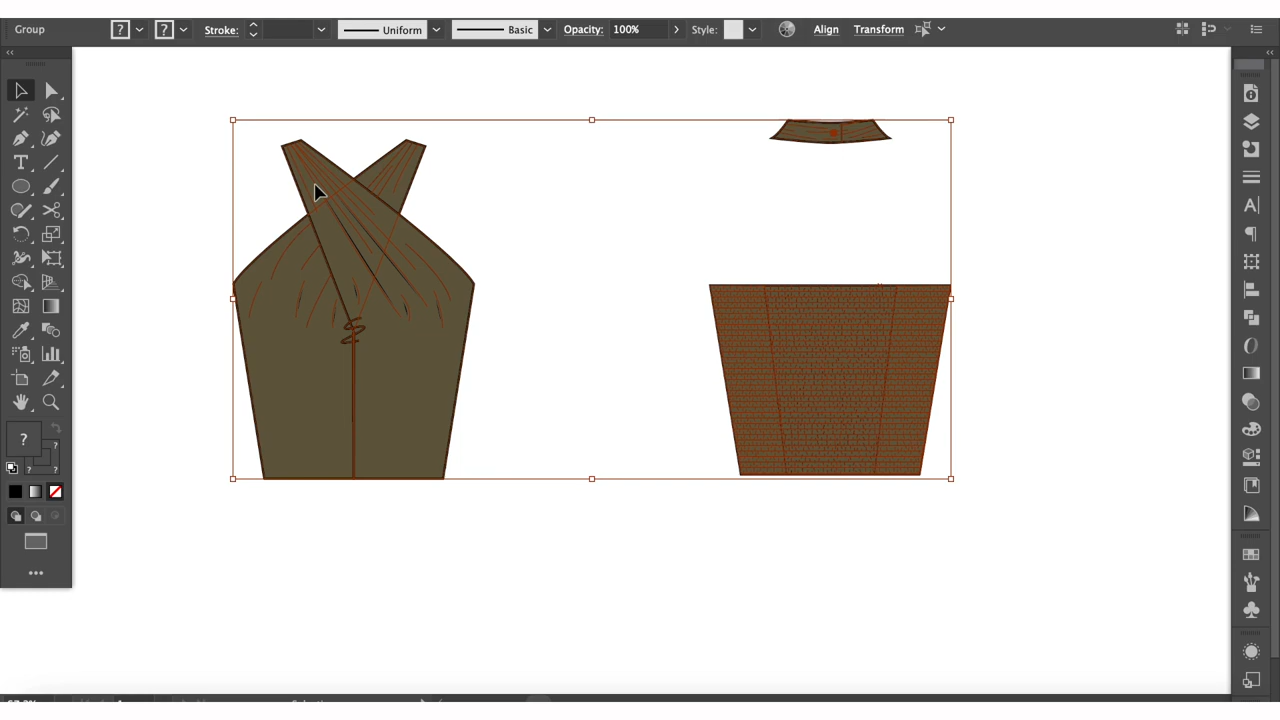 Group ? ? Stroke: Uniform Basic Opacity: 100% Style: Align Transform
?
?
? ?